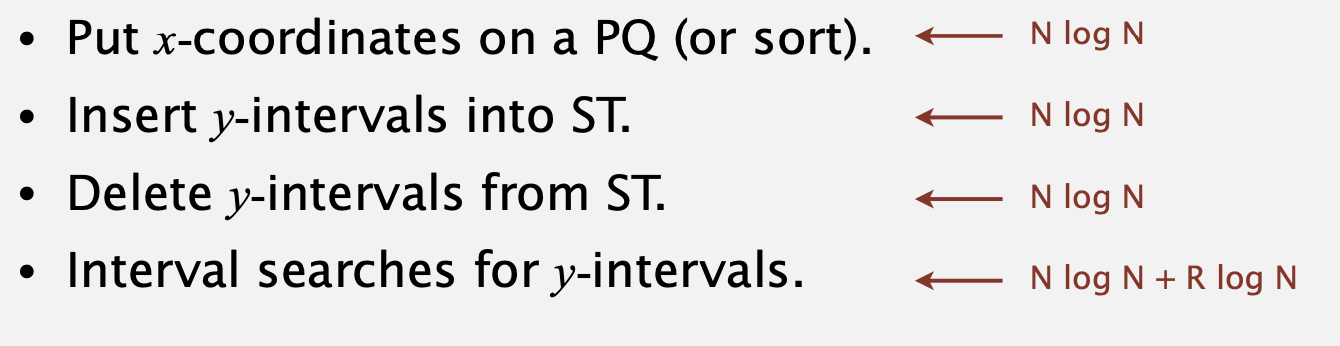 • Put x-coordinates on a PQ (or sort). N log N
• Insert y-intervals into ST. N log N
• Delete y-intervals from ST. N log N
• Interval searches for y-intervals. N log N + R log N